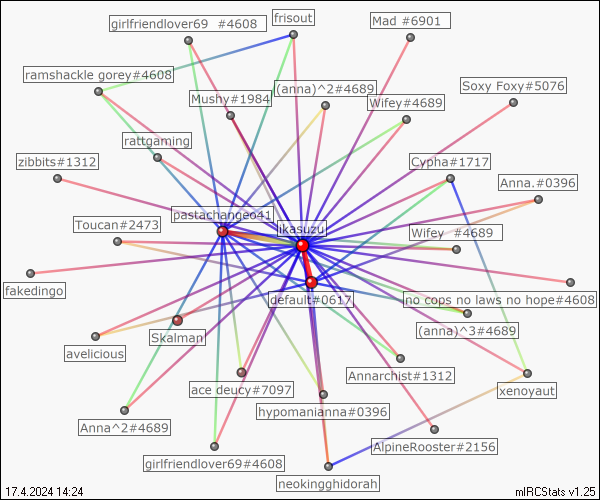 girlfriendlover69 #4608
frisout
Mad #6901
ramshackle gorey#4608
Mushy#1984
(anna)^2#4689
Wifey#4689
Soxy Foxy#5076
rattgaming
zibbits#1312
Cypha#1717
Anna.#0396
pastachange41
ikasuzu
Toucan#2473
Wifey #4689
fakedingo
default#0617
no cops no laws no hope#4608
Skalman
(anna)^3#4689
avelicious
Annarchist#1312
ace deucy#7097
xenoyaut
hypomanianna#0396
Anna^2#4689
AlpineRooster#2156
girlfriendlover69#4608
neokingghidorah
17.4.2024 14:24
mIRCStats v1.25